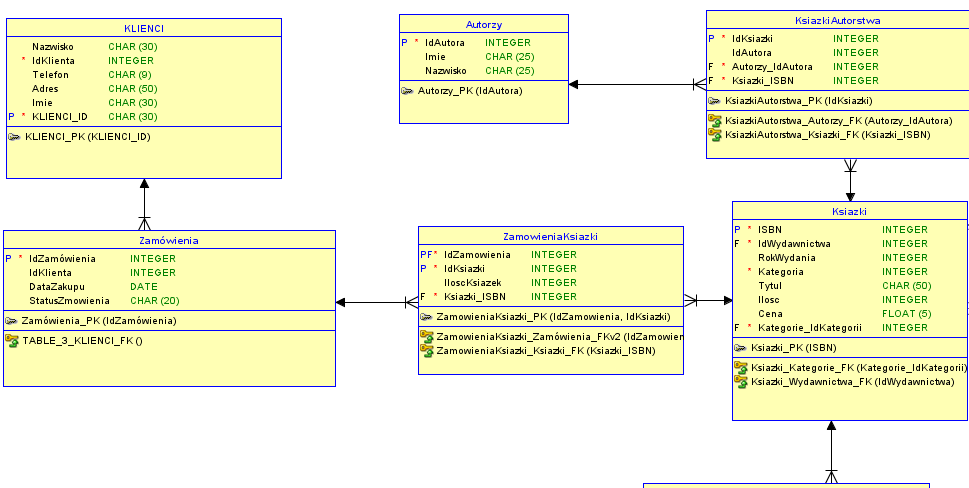 KLIENCI
Nazwisko CHAR (30)
* IdKlienta INTEGER
Telefon CHAR (9)
Adres CHAR (50)
Imie CHAR (30)
P * KLIENCI_ID CHAR (30)
KLIENCI_PK (KLIENCI_ID)
Autorzy
P * IdAutora INTEGER
Imie CHAR (25)
Nazwisko CHAR (25)
Autorzy_PK (IdAutora)
KsiazkiAutorstwa
P * IdKsiazki INTEGER
IdAutora INTEGER
F * Autorzy_IdAutora INTEGER
F * Ksiazki_ISBN INTEGER
KsiazkiAutorstwa_PK (IdKsiazki)
KsiazkiAutorstwa_Autorzy_FK (Autorzy_IdAutora)
KsiazkiAutorstwa_Ksiazki_FK (Ksiazki_ISBN)
Zamówienia
P * IdZamówienia INTEGER
IdKlienta INTEGER
DataZakupu DATE
StatusZmowienia CHAR (20)
Zamówienia_PK (IdZamówienia)
TABLE_3_KLIENCI_FK ()
ZamowieniaKsiazki
PF* IdZamowienia INTEGER
P * IdKsiazki INTEGER
IloscKsiazek INTEGER
F * Ksiazki_ISBN INTEGER
ZamowieniaKsiazki_PK (IdZamowienia, IdKsiazki)
ZamowieniaKsiazki_Zamówienia_FKv2 (IdZamowien
ZamowieniaKsiazki_Ksiazki_FK (Ksiazki_ISBN)
Ksiazki
P * ISBN INTEGER
F * IdWydawnictwa INTEGER
RokWydania INTEGER
* Kategoria INTEGER
Tytul CHAR (50)
Ilosc INTEGER
Cena FLOAT (5)
F * Kategorie_IdKategorii INTEGER
Ksiazki_PK (ISBN)
Ksiazki_Kategorie_FK (Kategorie_IdKategorii)
Ksiazki_Wydawnictwa_FK (IdWydawnictwa)